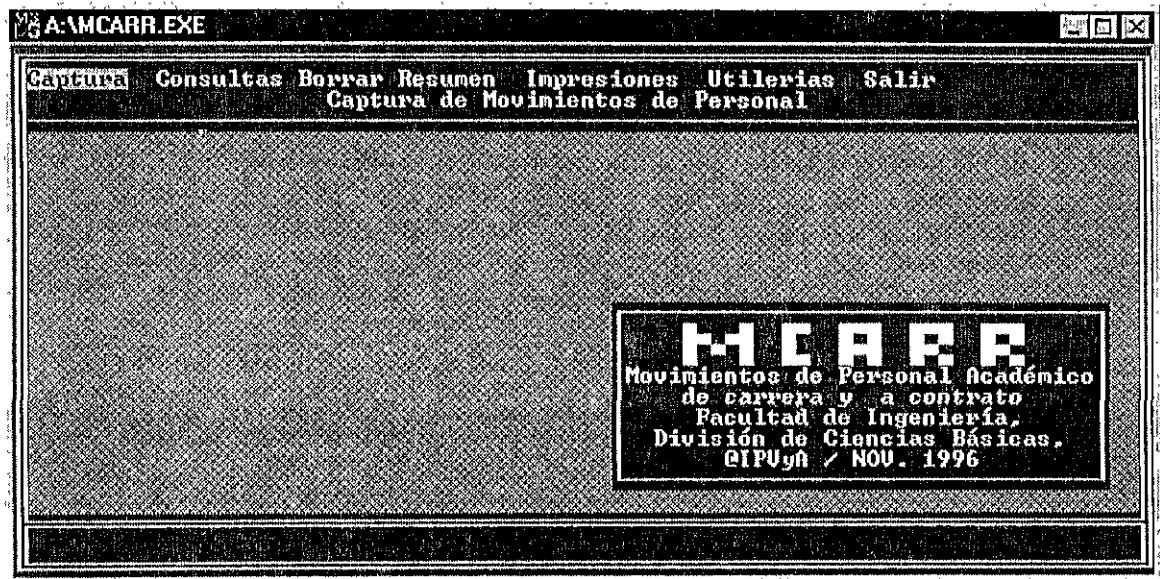 A:\MCARR.EXE
Captura Consultas Borrar Resumen Impresiones Utilerias Salir
Captura de Movimientos de Personal
MCARR
Movimientos de Personal Académico
de carrera y a contrato
Facultad de Ingeniería,
División de Ciencias Básicas,
@IPVyA / NOV. 1996